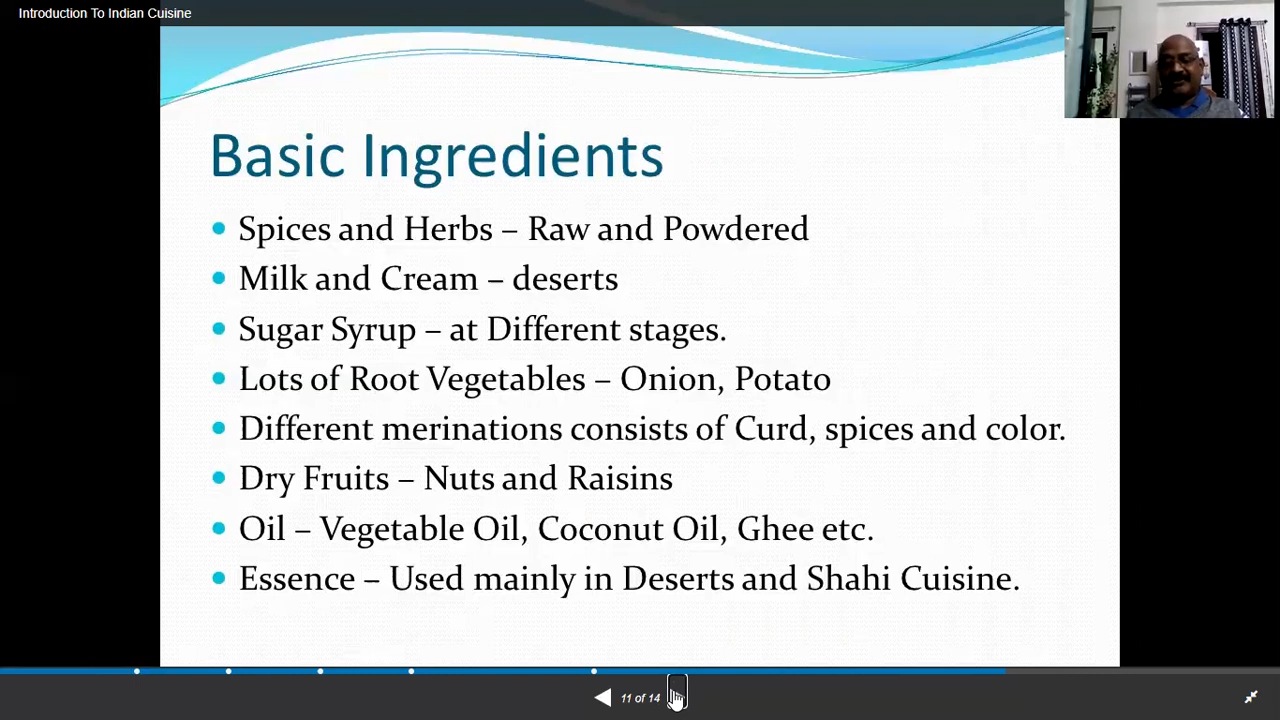 Introduction To Indian Cuisine
Basic Ingredients
Spices and Herbs – Raw and Powdered
Milk and Cream – deserts
Sugar Syrup – at Different stages.
Lots of Root Vegetables – Onion, Potato
Different merinations consists of Curd, spices and color.
Dry Fruits – Nuts and Raisins
Oil – Vegetable Oil, Coconut Oil, Ghee etc.
Essence – Used mainly in Deserts and Shahi Cuisine.
11 of 14